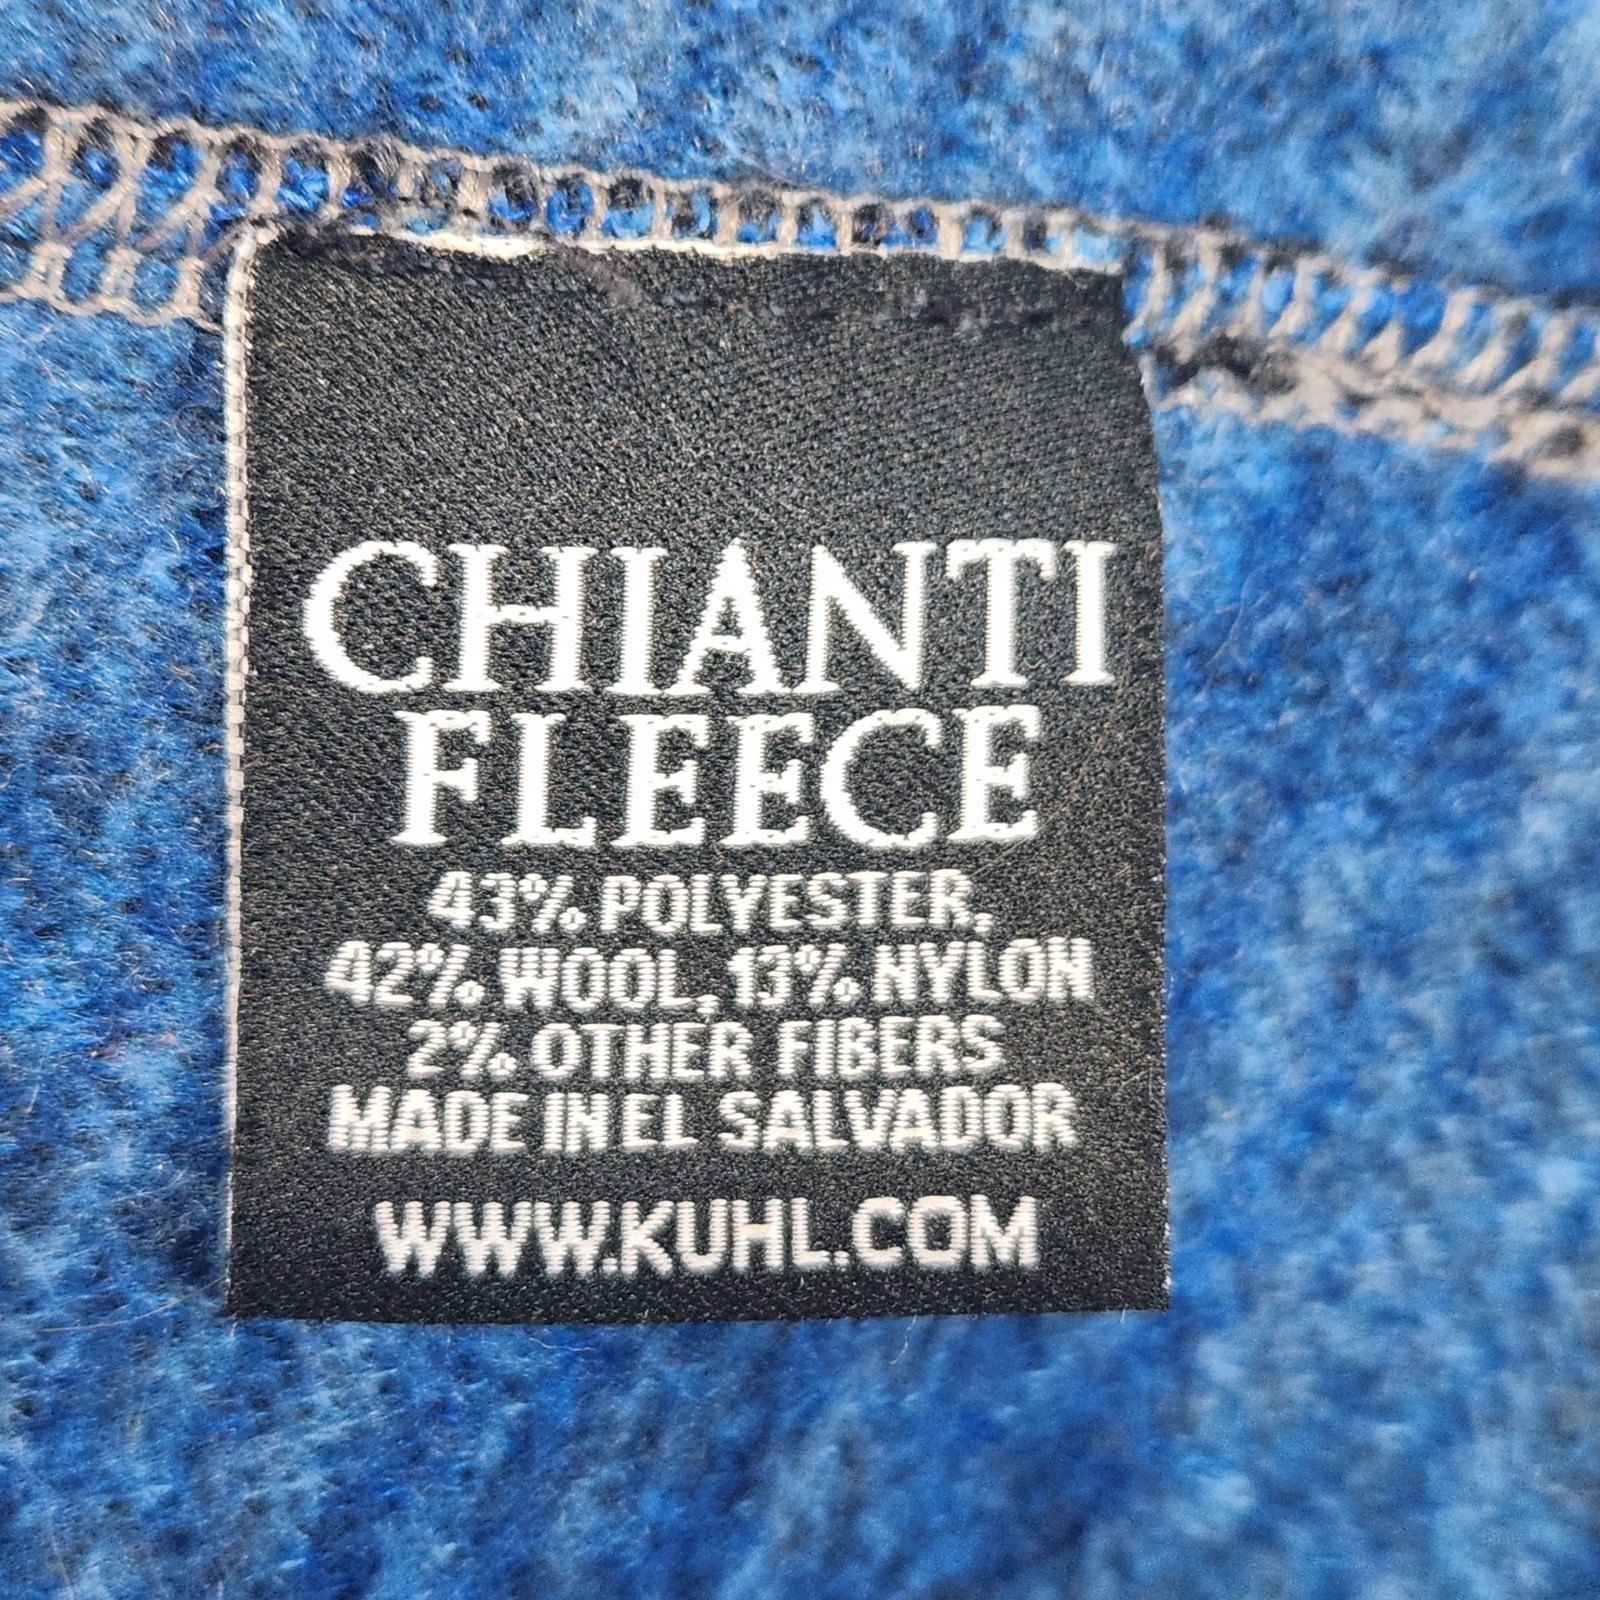 CHIANTI
FLEECE
43% POLYESTER,
42% WOOL, 13% NYLON
2% OTHER FIBERS
MADE IN EL SALVADOR
WWW.KUHL.COM